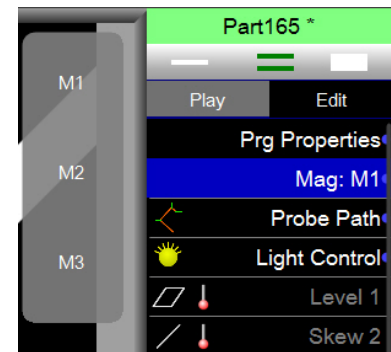 Part165 *
M1
M2
M3
Play Edit
Prg Properties
Mag: M1
Probe Path
Light Control
Level 1
Skew 2